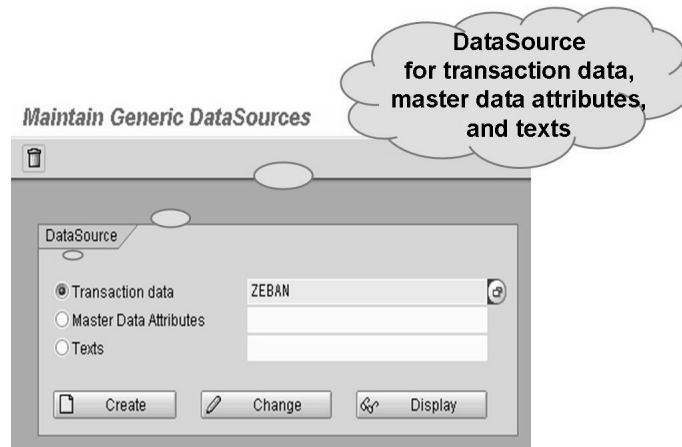 DataSource
for transaction data,
master data attributes,
and texts
Maintain Generic DataSources
DataSource
Transaction data ZEBAN
Master Data Attributes
Texts
Create Change Display